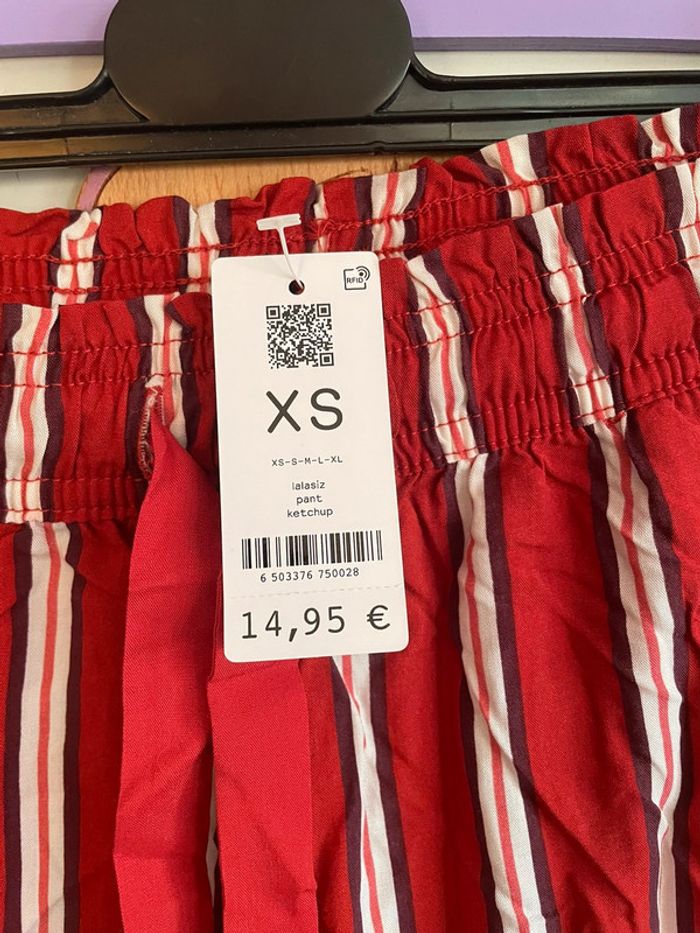 RFID
XS
XS-S-M-L-XL
lalasiz
pant
ketchup
6 503376 750028
14,95 €